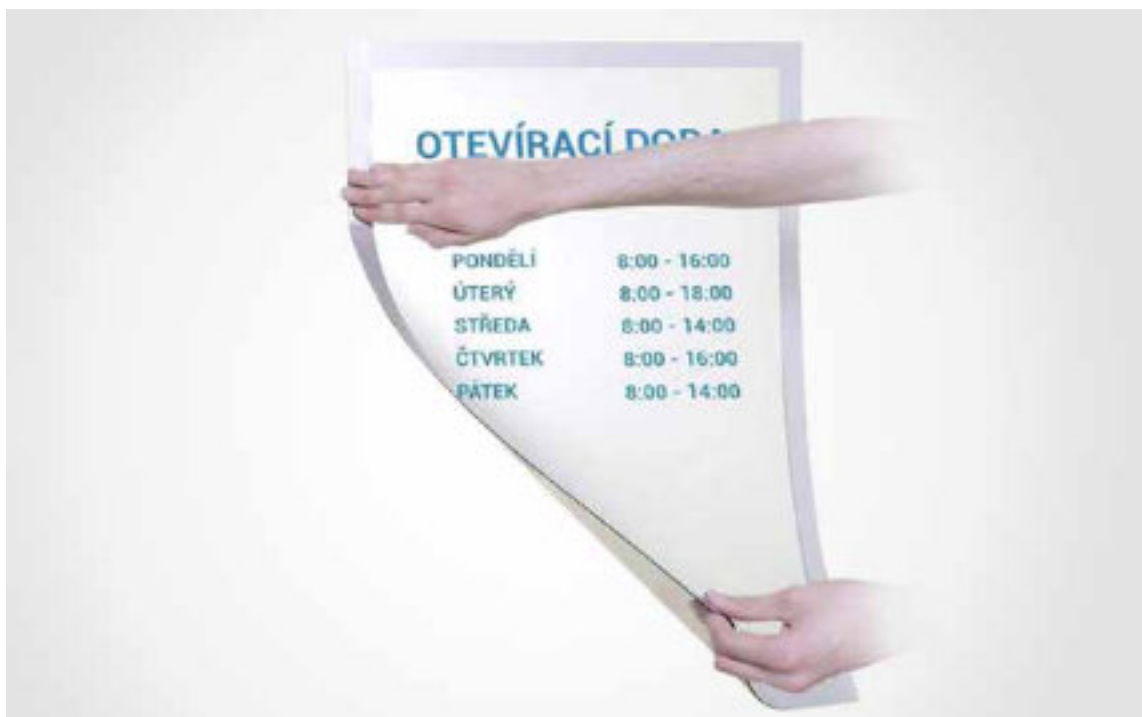 OTEVÍRACÍ DOBA
PONDĚLÍ 8:00 - 16:00
ÚTERÝ 8:00 - 18:00
STŘEDA 8:00 - 14:00
ČTVRTEK 8:00 - 16:00
PÁTEK 8:00 - 14:00